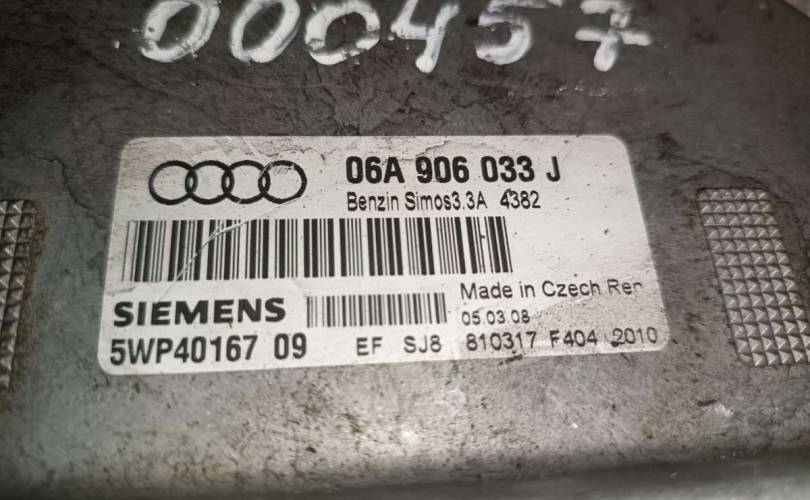 000457
06A 906 033 J
Benzin Simos3.3A 4382
SIEMENS
Made in Czech Rep
05.03.08
5WP40167 09 EF SJ8 810317 F404 2010